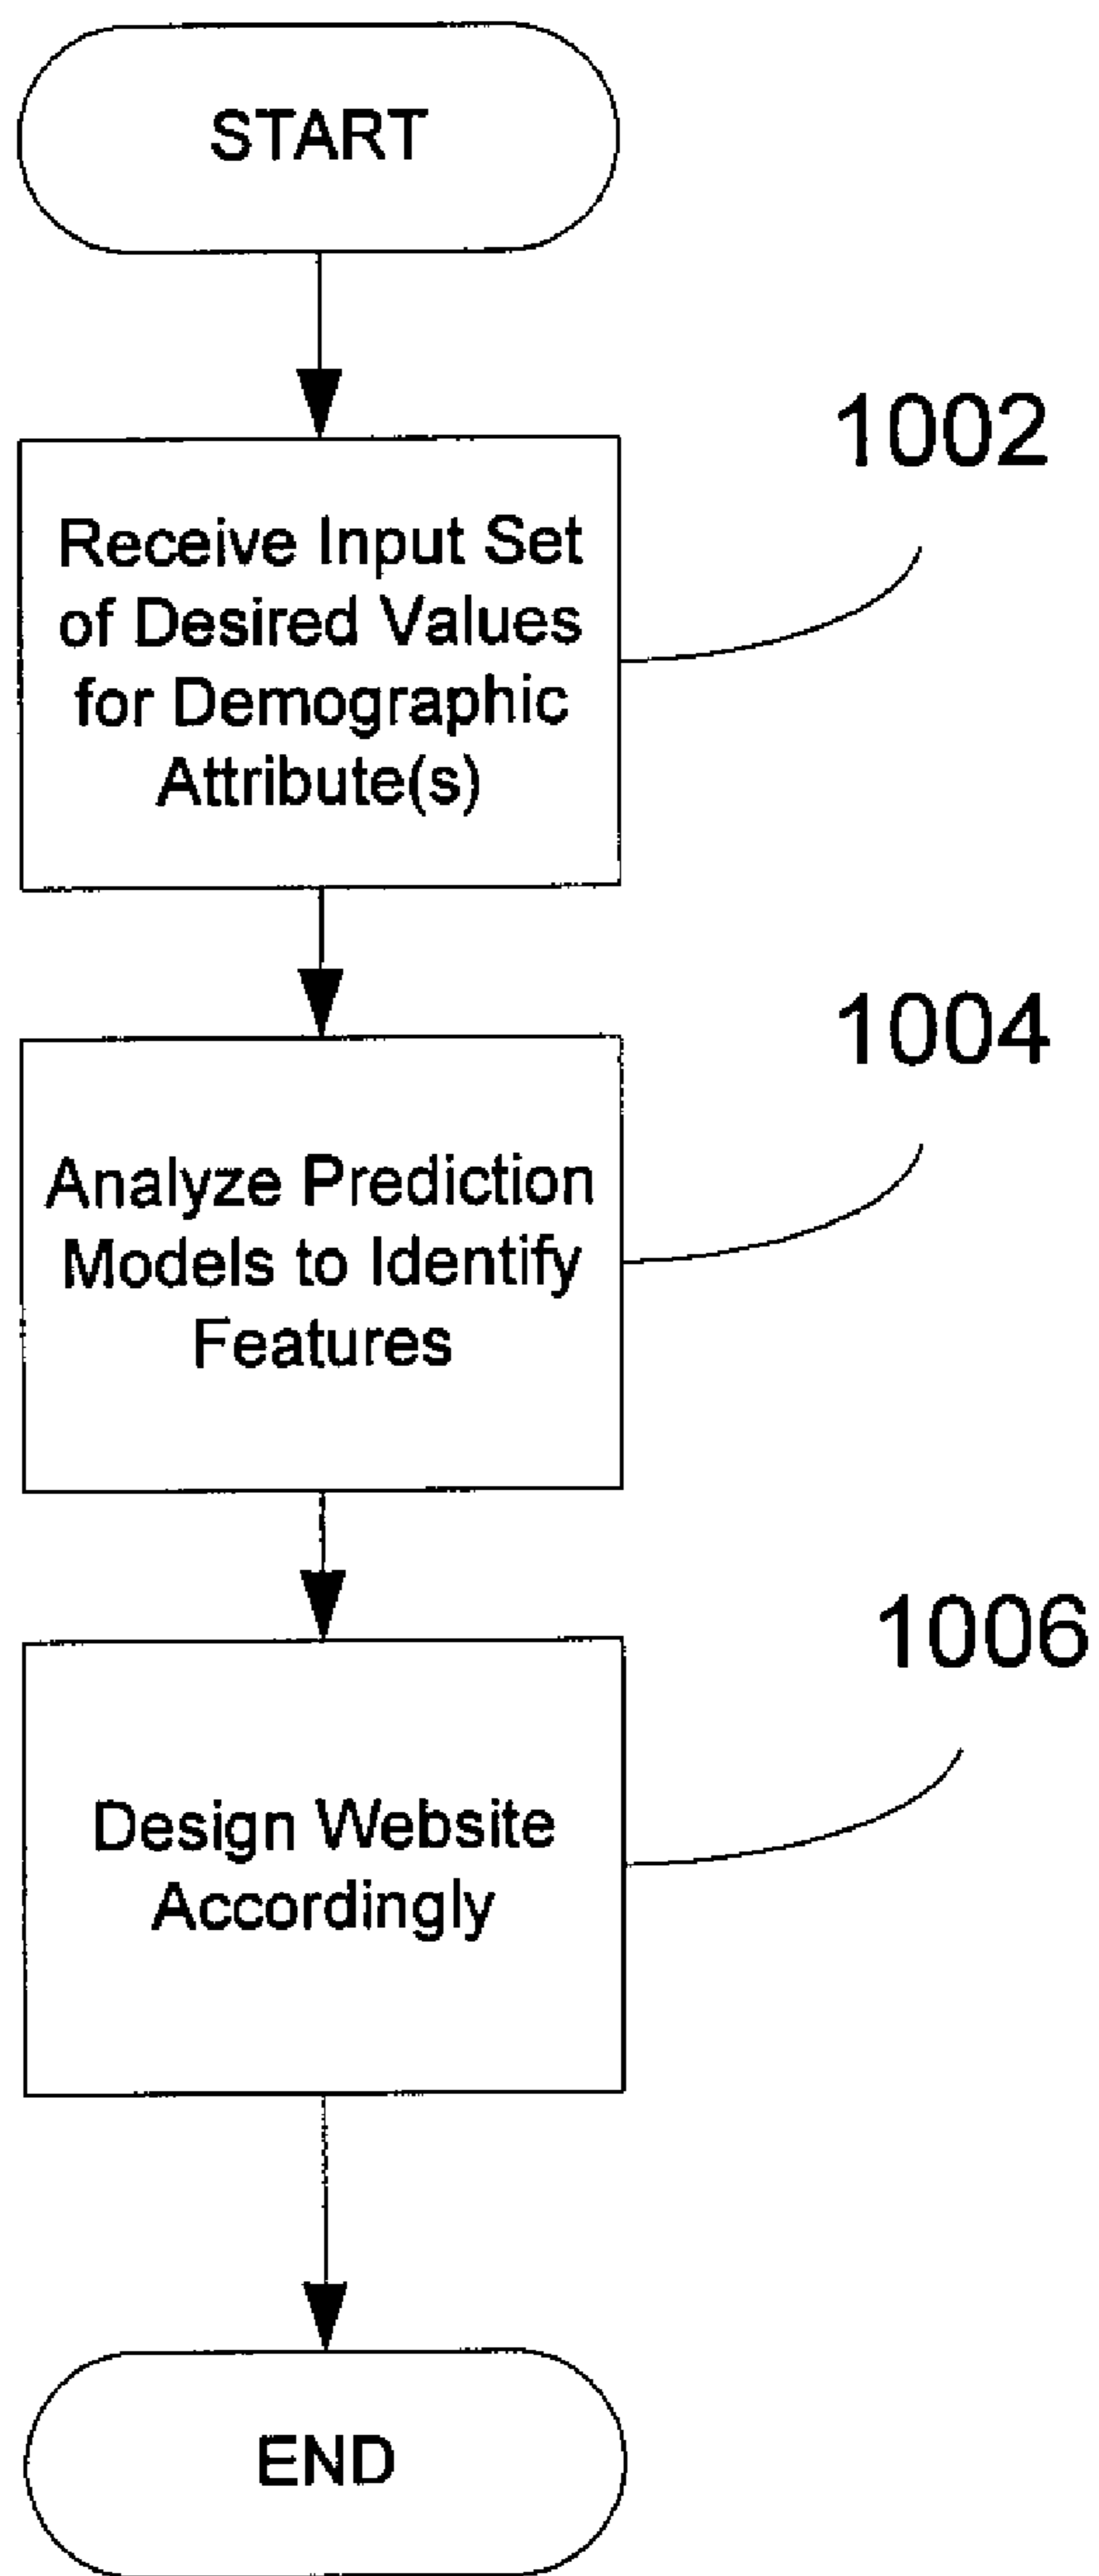 START
1002
Receive Input Set
of Desired Values
for Demographic
Attribute(s)
1004
Analyze Prediction
Models to Identify
Features
1006
Design Website
Accordingly
END